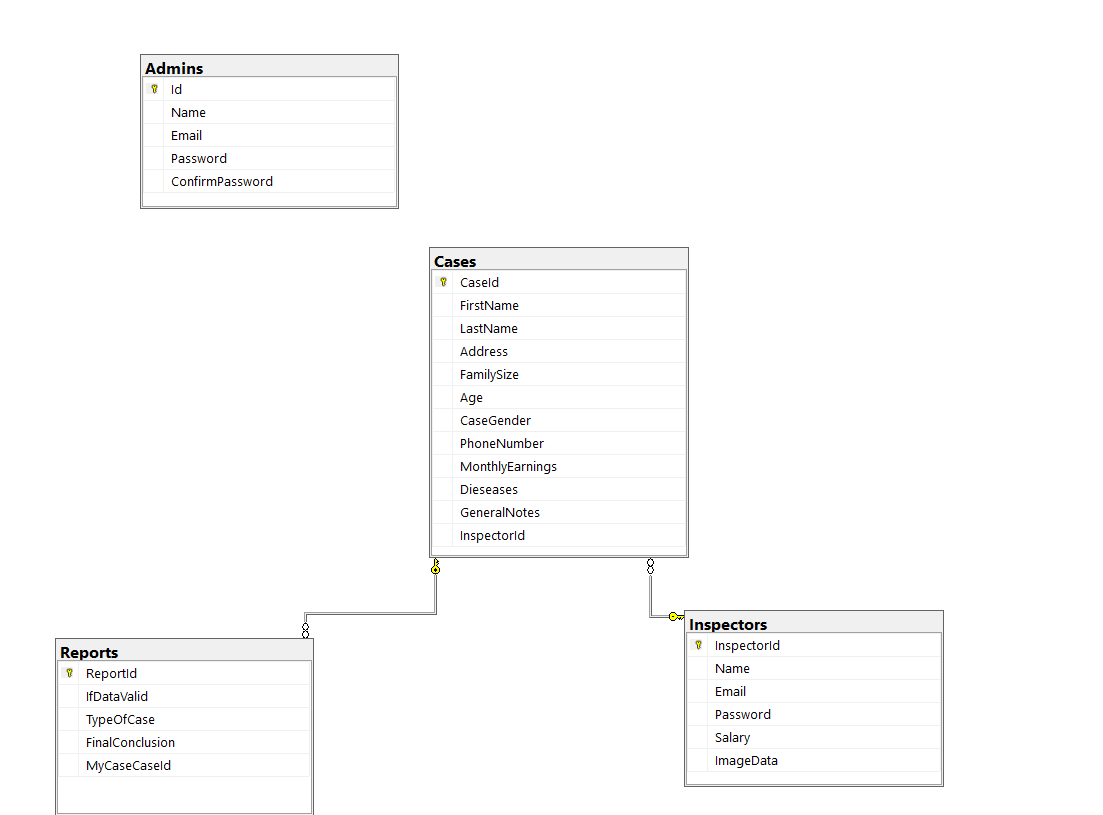 Admins
Id
Name
Email
Password
ConfirmPassword
Cases
CaseId
FirstName
LastName
Address
FamilySize
Age
CaseGender
PhoneNumber
MonthlyEarnings
Dieseases
GeneralNotes
InspectorId
Reports
ReportId
IfDataValid
TypeOfCase
FinalConclusion
MyCaseCaseId
Inspectors
InspectorId
Name
Email
Password
Salary
ImageData